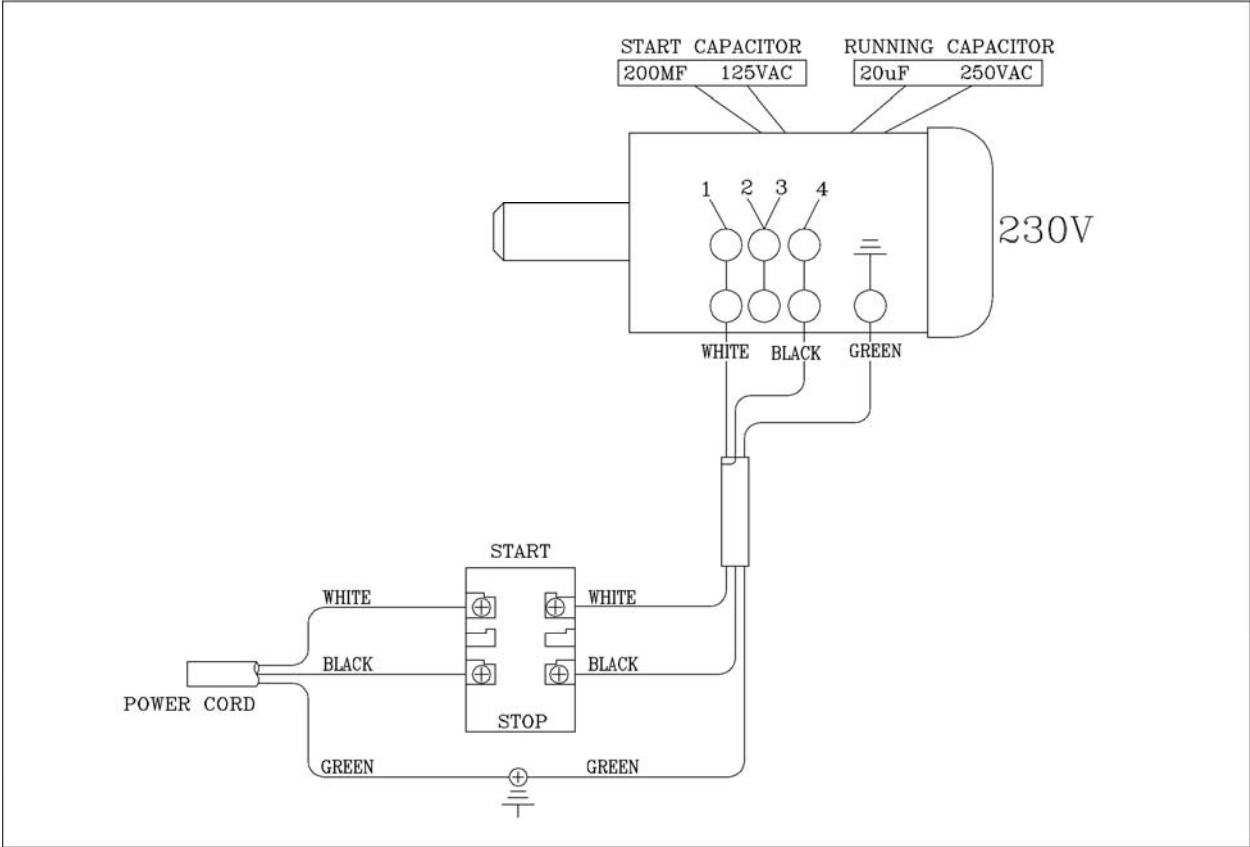 START CAPACITOR RUNNING CAPACITOR
200MF 125VAC 20uF 250VAC
1 2 3 4
230V
WHITE BLACK GREEN
START
WHITE WHITE
BLACK BLACK
POWER CORD
STOP
GREEN GREEN